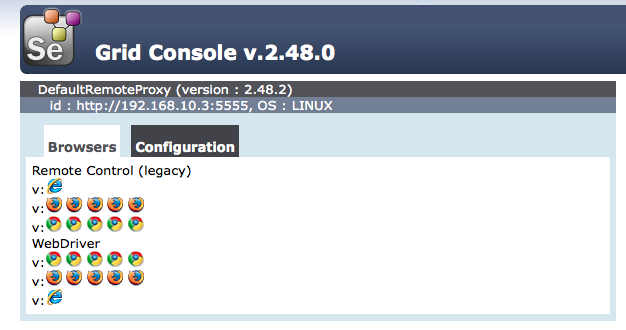 Se
Grid Console v.2.48.0
DefaultRemoteProxy (version : 2.48.2)
id : http://192.168.10.3:5555, OS : LINUX
Browsers Configuration
Remote Control (legacy)
v:
v:
v:
WebDriver
v:
v:
v: